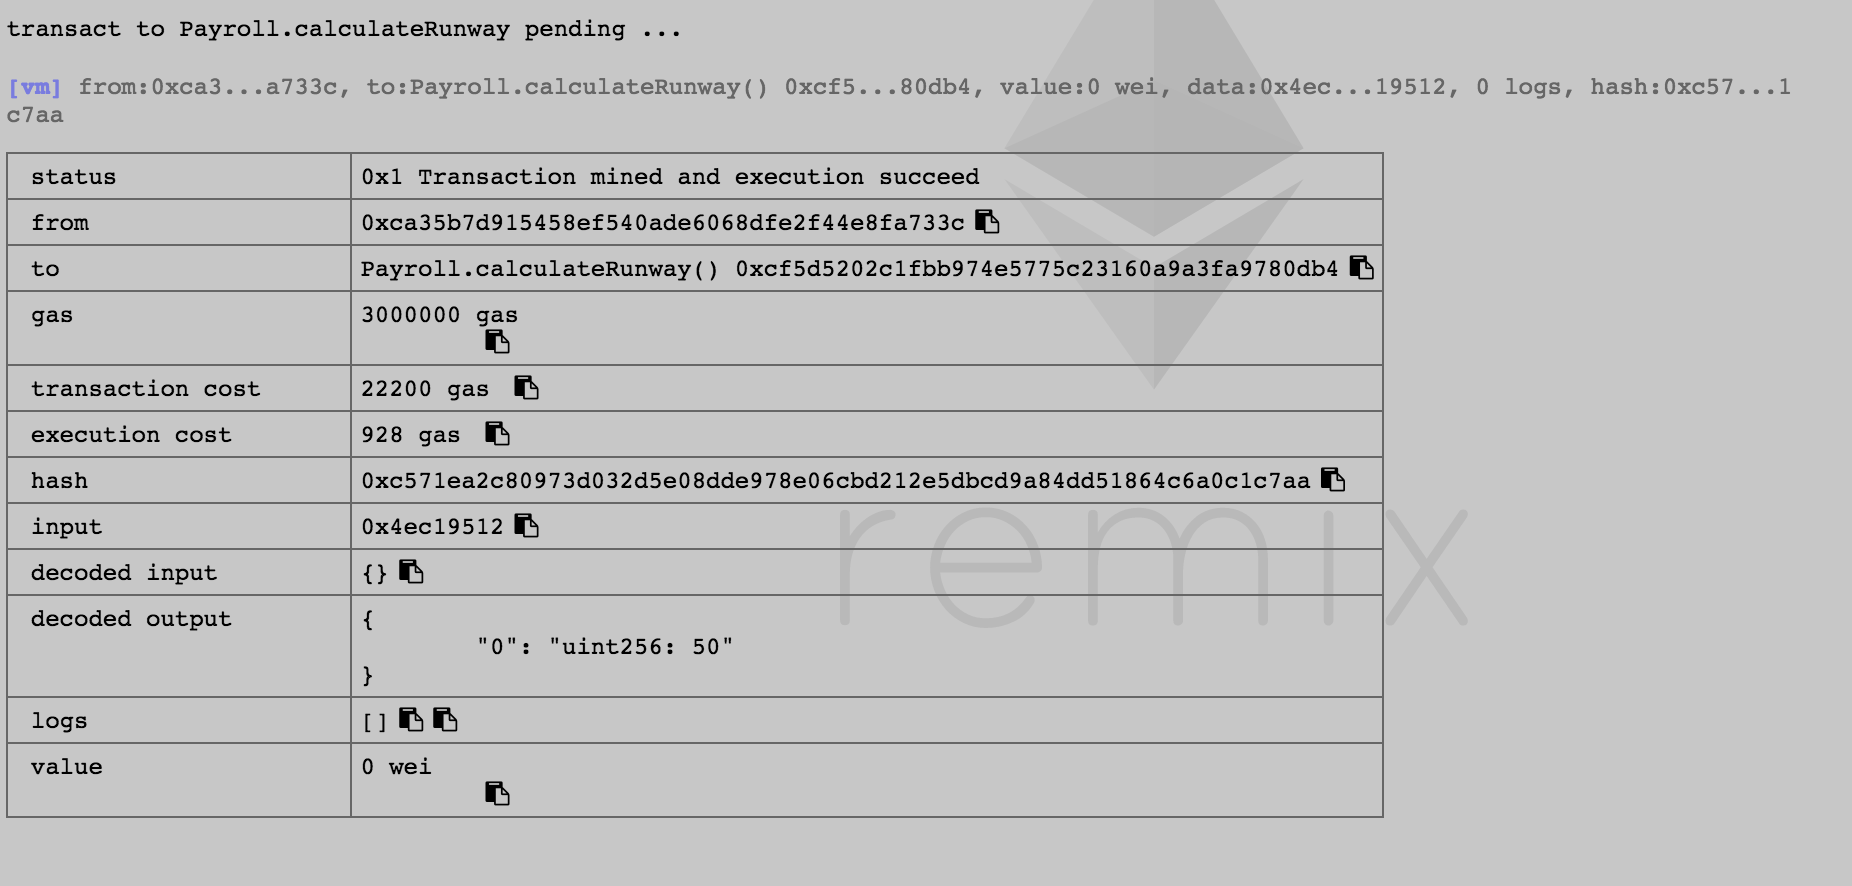 transact to Payroll.calculateRunway pending ...
[vm] from:0xca3...a733c, to:Payroll.calculateRunway() 0xcf5...80db4, value:0 wei, data:0x4ec...19512, 0 logs, hash:0xc57...1
c7aa
status 0x1 Transaction mined and execution succeed
from 0xca35b7d915458ef540ade6068dfe2f44e8fa733c
to Payroll.calculateRunway() 0xcf5d5202c1fbb974e5775c23160a9a3fa9780db4
gas 3000000 gas
transaction cost 22200 gas
execution cost 928 gas
hash 0xc571ea2c80973d032d5e08dde978e06cbd212e5dbcd9a84dd51864c6a0c1c7aa
input 0x4ec19512
remix
decoded input {}
decoded output {
"0": "uint256: 50"
}
logs []
value 0 wei